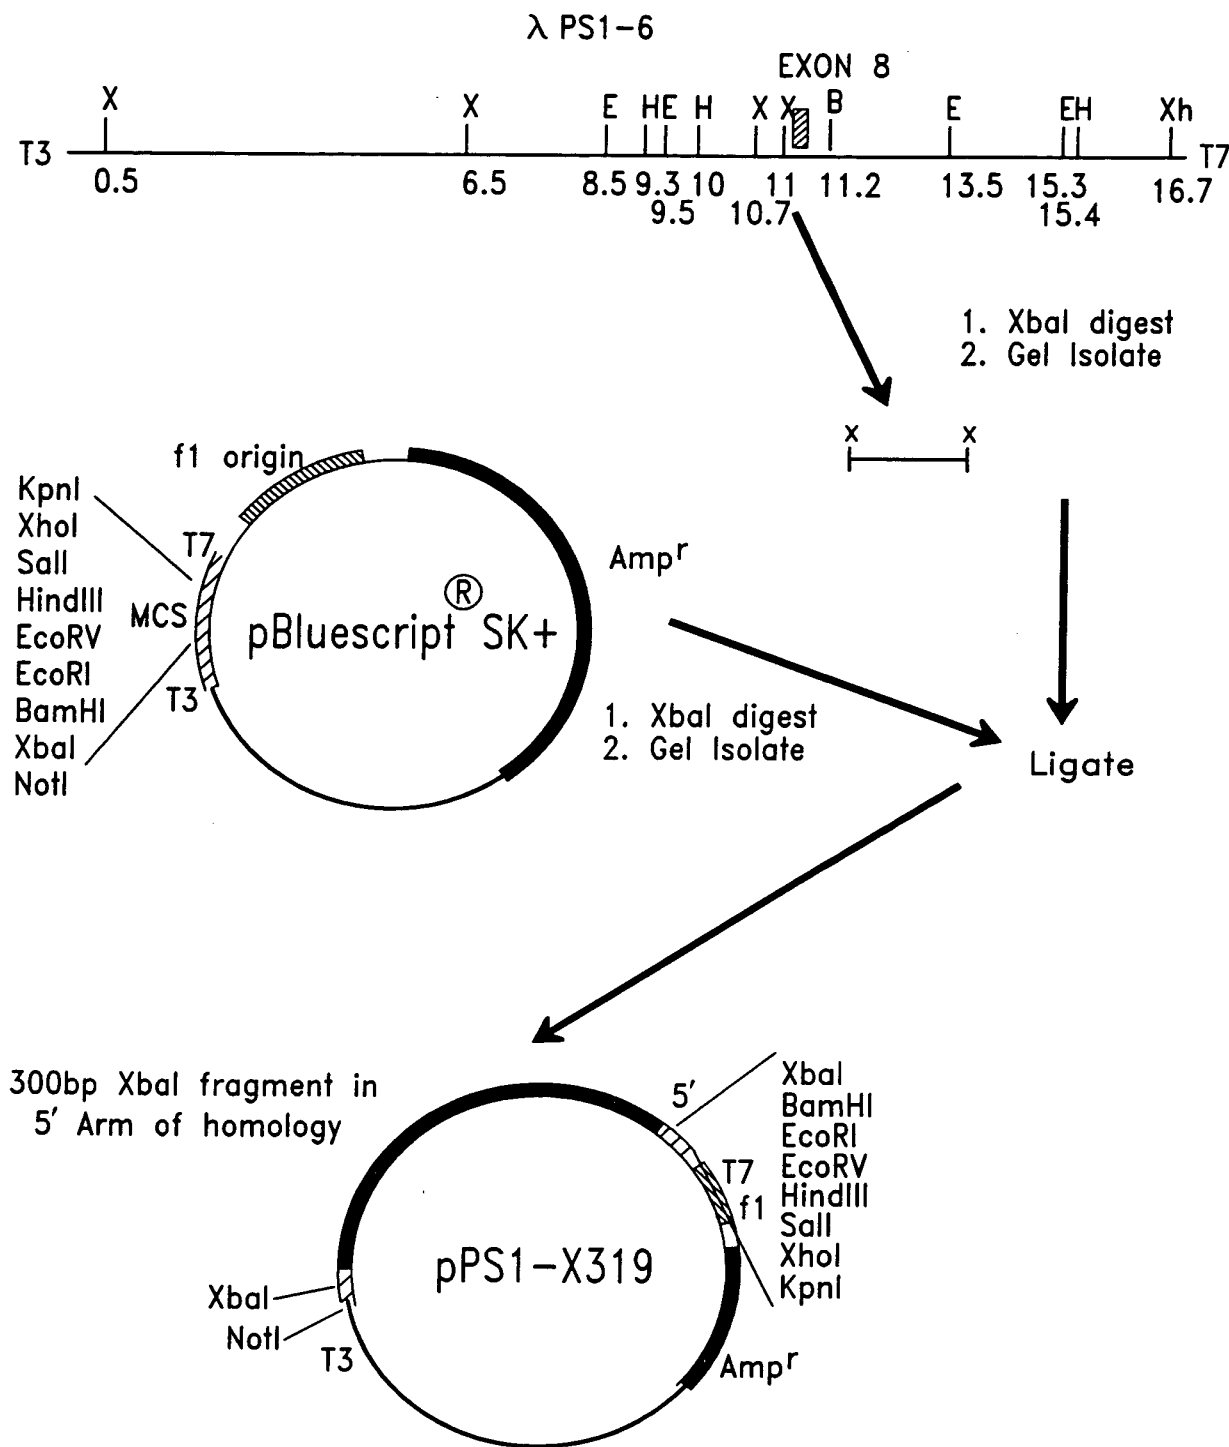 λ PS1-6
EXON 8
X X E H E H X X B E E H Xh
T3 T7
0.5 6.5 8.5 9.3 10 11 11.2 13.5 15.3 16.7
9.5 10.7 15.4
1. XbaI digest
2. Gel Isolate
x x
f1 origin
KpnI
XhoI
SalI
HindIII
EcoRV
EcoRI
BamHI
XbaI
NotI
T7
MCS
T3
pBluescript® SK+
Ampr
1. XbaI digest
2. Gel Isolate
Ligate
300bp XbaI fragment in
5' Arm of homology
5'
T7
f1
XbaI
BamHI
EcoRI
EcoRV
HindIII
SalI
XhoI
KpnI
pPS1-X319
XbaI
NotI
T3
Ampr